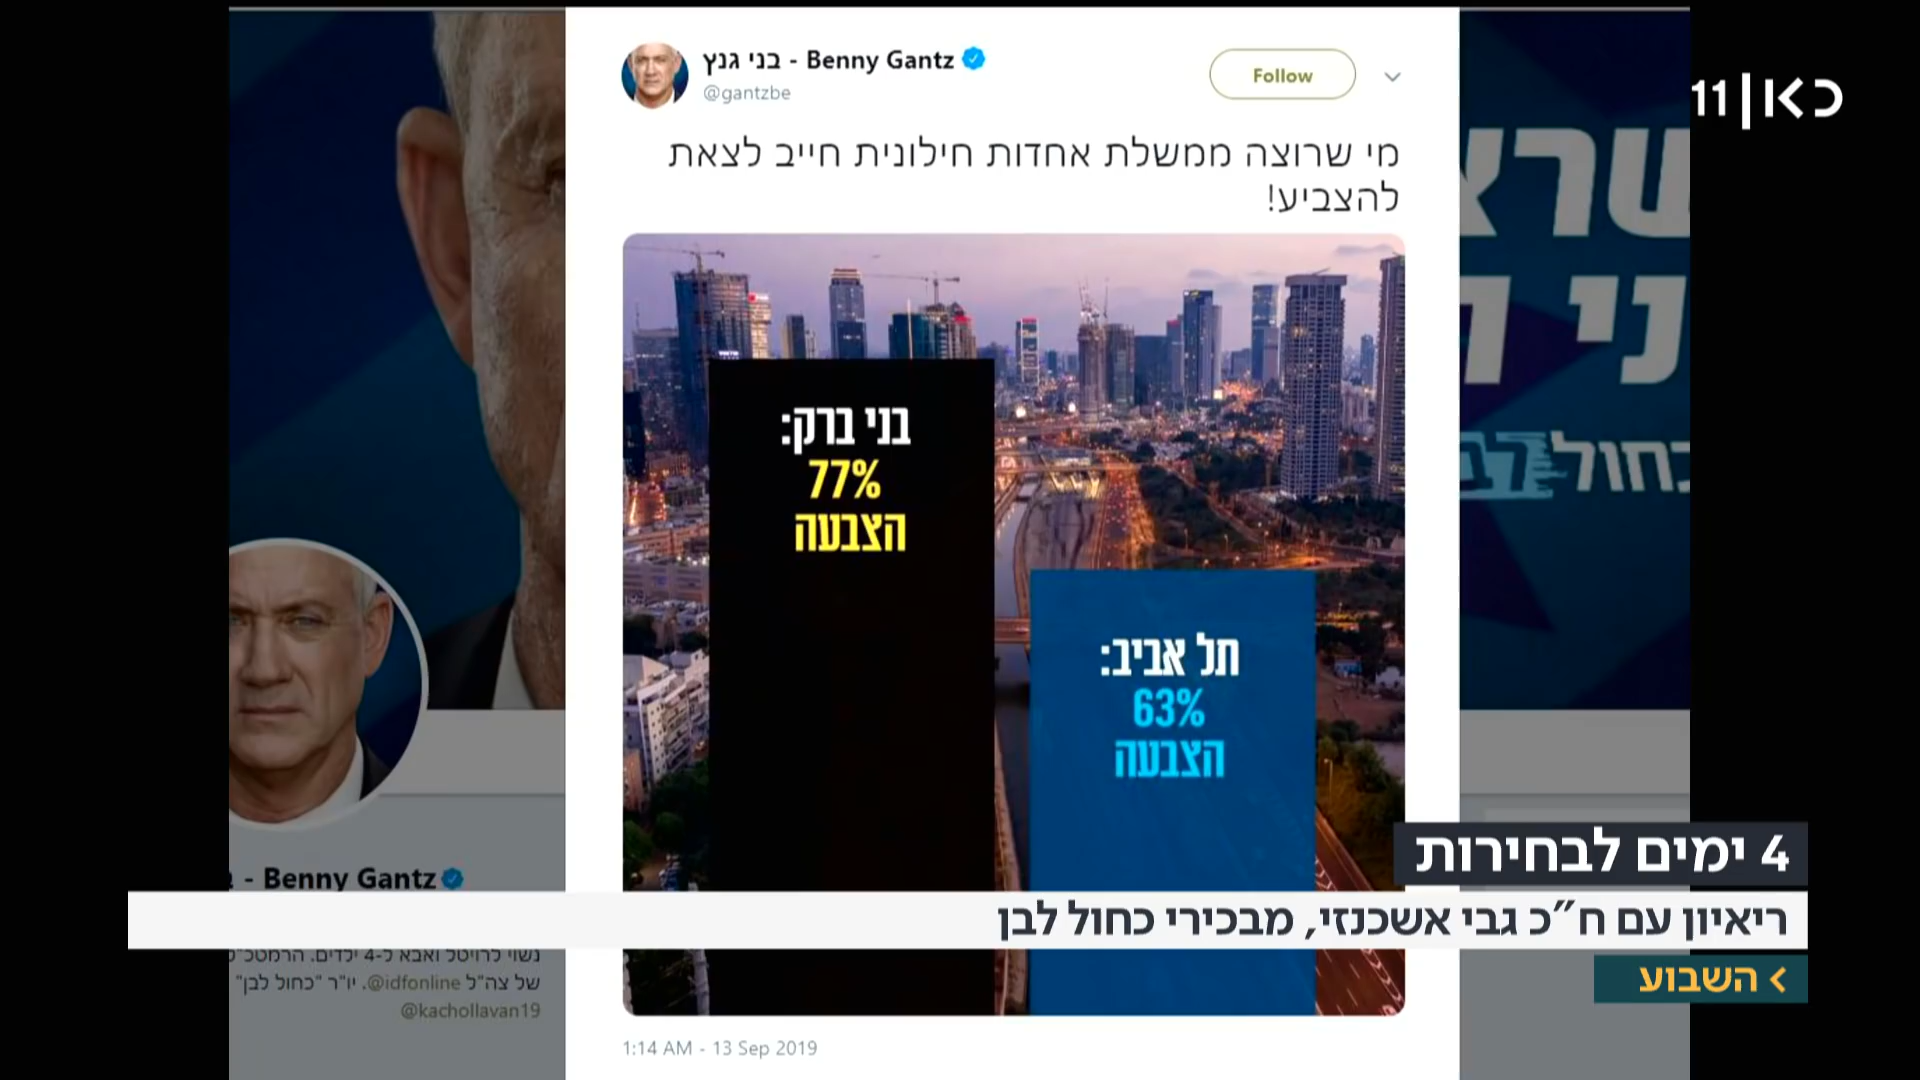 בני גנץ - Benny Gantz
@gantzbe
Follow
כאן 11
מי שרוצה ממשלת אחדות חילונית חייב לצאת
להצביע!
בני ברק:
77%
הצבעה
תל אביב:
63%
הצבעה
4 ימים לבחירות
ריאיון עם ח"כ גבי אשכנזי, מבכירי כחול לבן
השבוע
- Benny Gantz
נשוי לרויטל ואבא ל-4 ילדים. הרמטכ"ל
של צה"ל @idfonline. יו"ר "כחול לבן"
@kachollavan19
1:14 AM - 13 Sep 2019